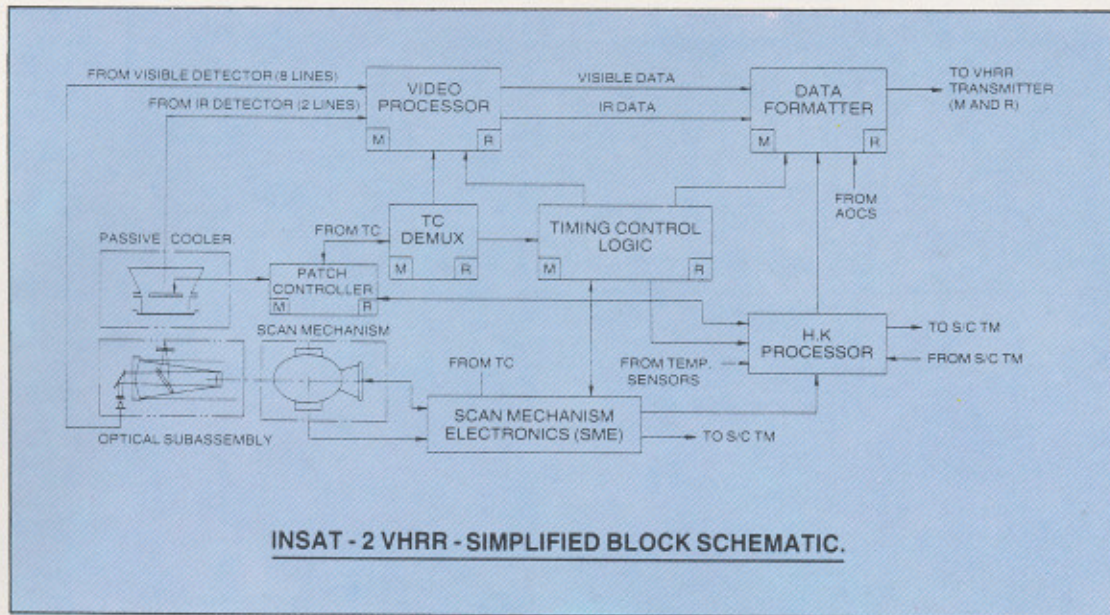 FROM VISIBLE DETECTOR (8 LINES)
FROM IR DETECTOR (2 LINES)
VIDEO
PROCESSOR
M
R
VISIBLE DATA
IR DATA
DATA
FORMATTER
M
R
TO VHRR
TRANSMITTER
(M AND R)
FROM
AOCS
PASSIVE COOLER.
FROM TC
TC
DEMUX
M
R
TIMING CONTROL
LOGIC
M
R
PATCH
CONTROLLER
M
R
SCAN MECHANISM
FROM TC
FROM TEMP.
SENSORS
H.K
PROCESSOR
TO S/C TM
FROM S/C TM
OPTICAL SUBASSEMBLY
SCAN MECHANISM
ELECTRONICS (SME)
TO S/C TM
INSAT - 2 VHRR - SIMPLIFIED BLOCK SCHEMATIC.